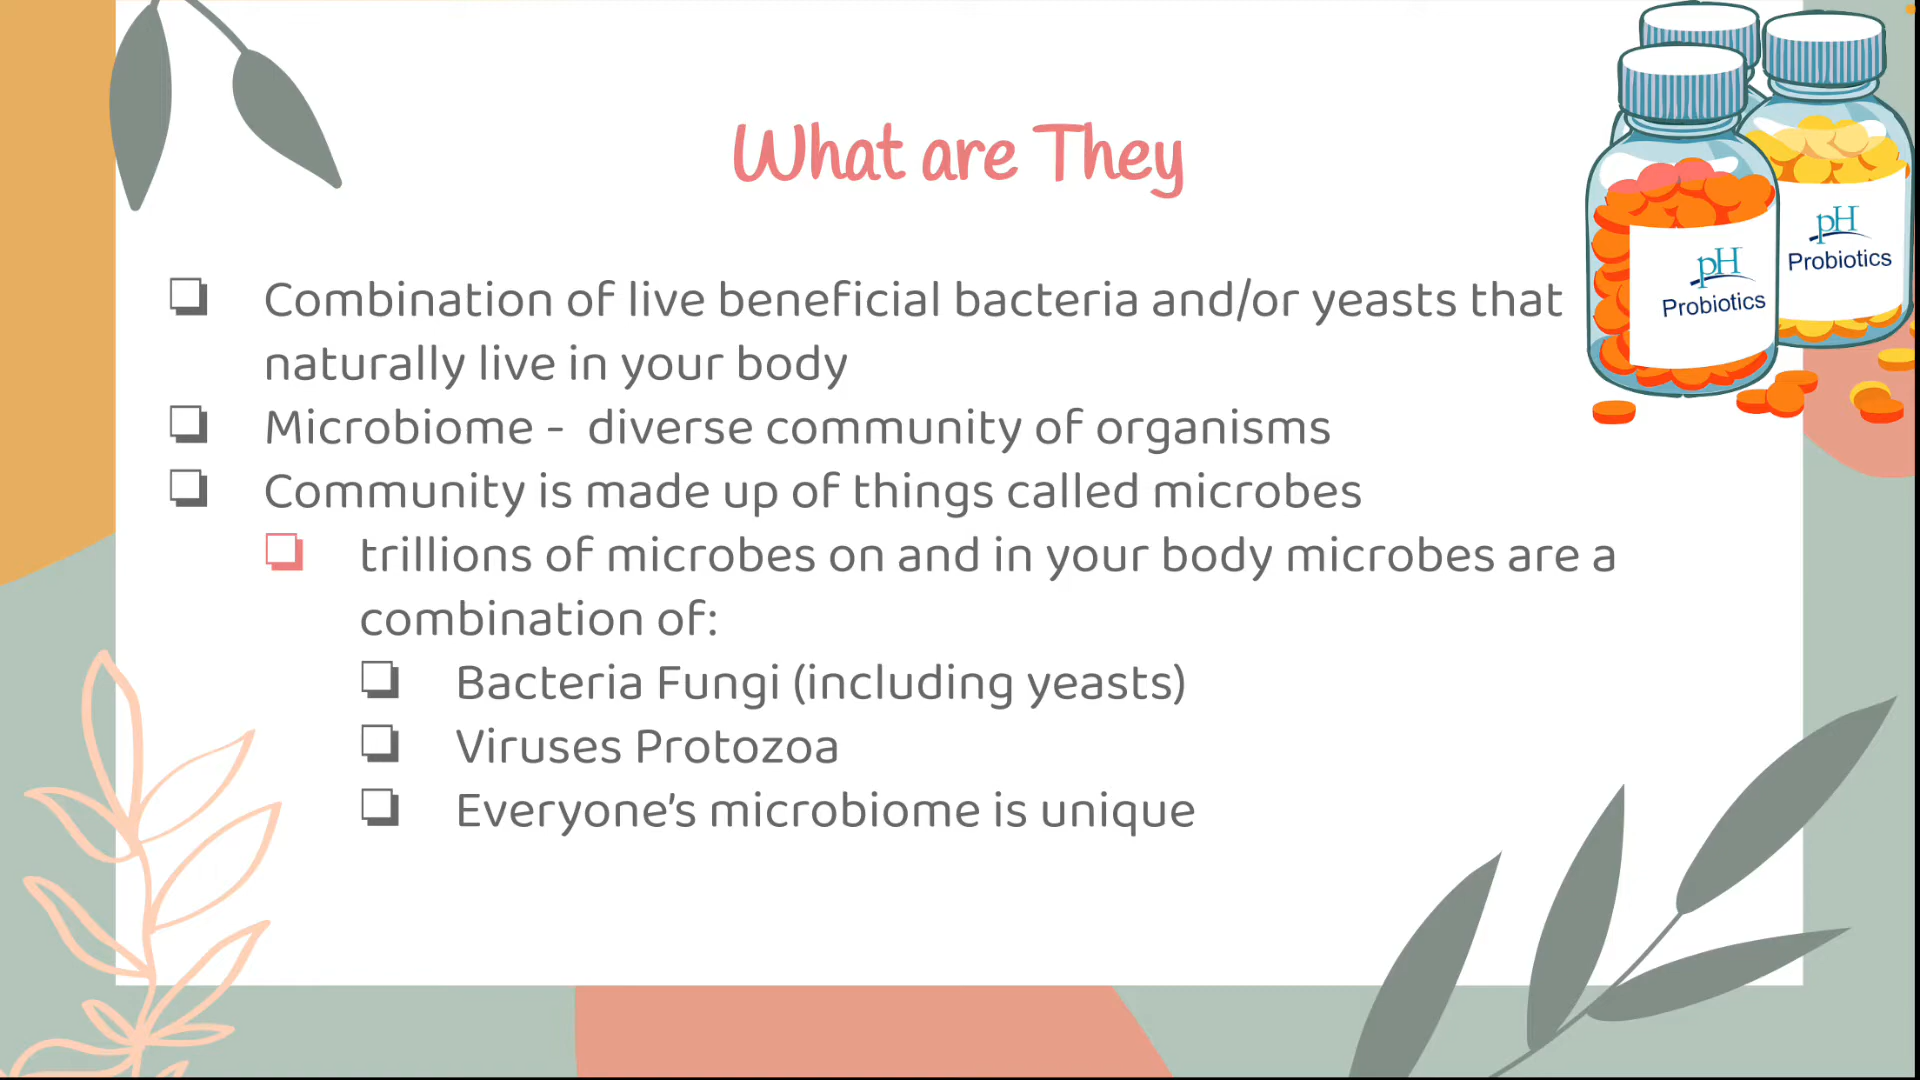 What are They
pH
Probiotics
pH
Probiotics
❏ Combination of live beneficial bacteria and/or yeasts that
naturally live in your body
❏ Microbiome -  diverse community of organisms
❏ Community is made up of things called microbes
❏ trillions of microbes on and in your body microbes are a
combination of:
❏ Bacteria Fungi (including yeasts)
❏ Viruses Protozoa
❏ Everyone’s microbiome is unique